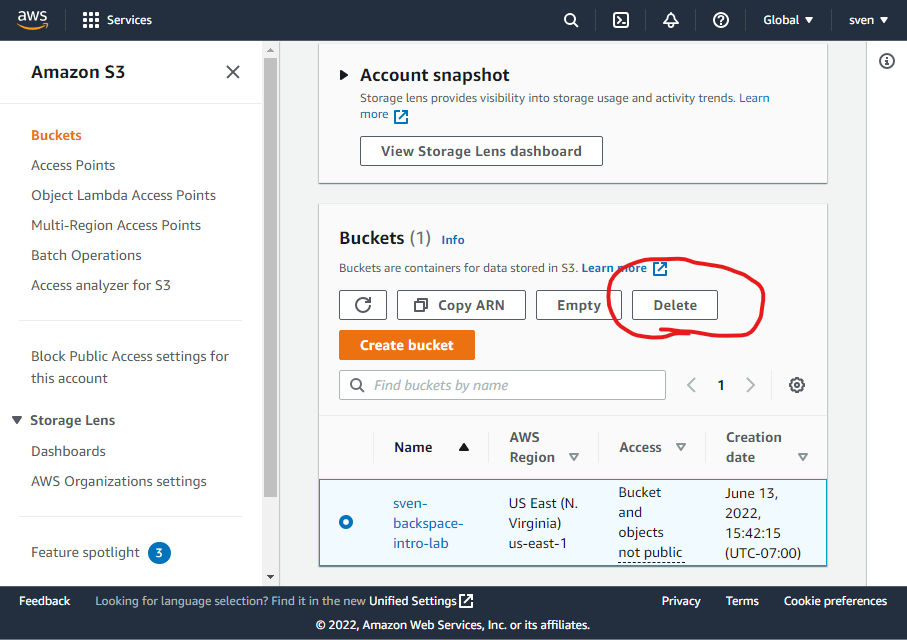 aws
Services
Global
sven
Amazon S3
Buckets
Access Points
Object Lambda Access Points
Multi-Region Access Points
Batch Operations
Access analyzer for S3
Block Public Access settings for
this account
Storage Lens
Dashboards
AWS Organizations settings
Feature spotlight 3
Account snapshot
Storage lens provides visibility into storage usage and activity trends. Learn
more
View Storage Lens dashboard
Buckets (1) Info
Buckets are containers for data stored in S3. Learn more
Copy ARN
Empty
Delete
Create bucket
Find buckets by name
1
Name
AWS
Region
Access
Creation
date
sven-
backspace-
intro-lab
US East (N.
Virginia)
us-east-1
Bucket
and
objects
not public
June 13,
2022,
15:42:15
(UTC-07:00)
Feedback
Looking for language selection? Find it in the new Unified Settings
Privacy
Terms
Cookie preferences
© 2022, Amazon Web Services, Inc. or its affiliates.